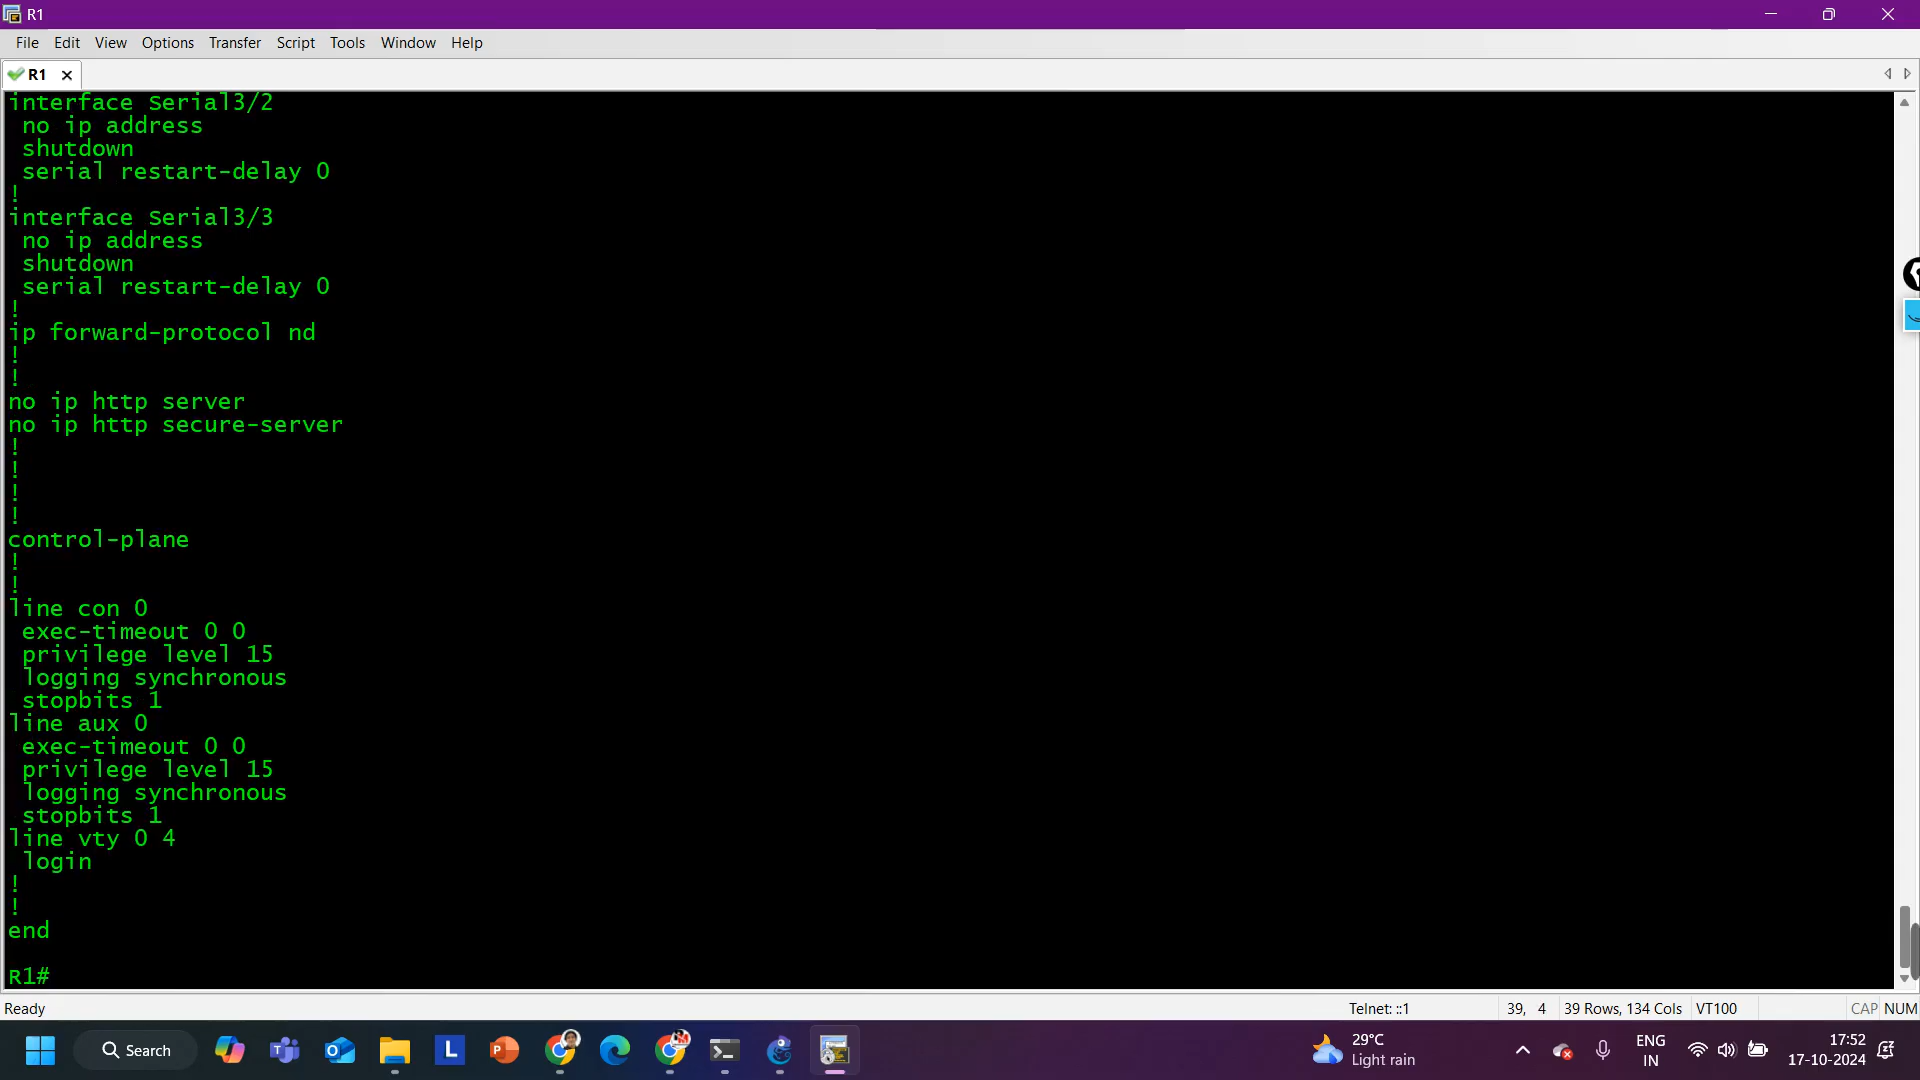 R1
File Edit View Options Transfer Script Tools Window Help
R1
interface Serial3/2
no ip address
shutdown
serial restart-delay 0
!
interface Serial3/3
no ip address
shutdown
serial restart-delay 0
!
ip forward-protocol nd
!
!
no ip http server
no ip http secure-server
!
!
!
!
control-plane
!
!
line con 0
exec-timeout 0 0
privilege level 15
logging synchronous
stopbits 1
line aux 0
exec-timeout 0 0
privilege level 15
logging synchronous
stopbits 1
line vty 0 4
login
!
!
end
R1#
Ready Telnet: ::1 39, 4 39 Rows, 134 Cols VT100 CAP NUM
Search
29°C
Light rain
ENG
IN
17:52
17-10-2024